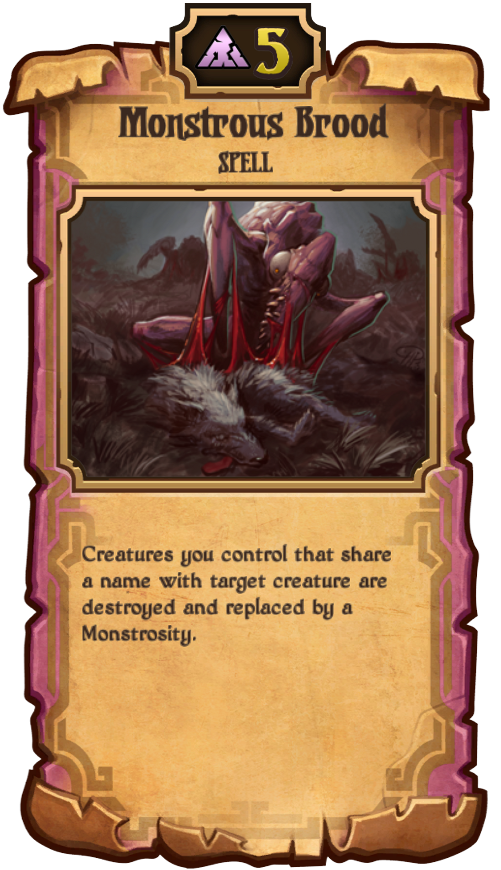 5
Monstrous Brood
SPELL
Creatures you control that share
a name with target creature are
destroyed and replaced by a
Monstrosity.